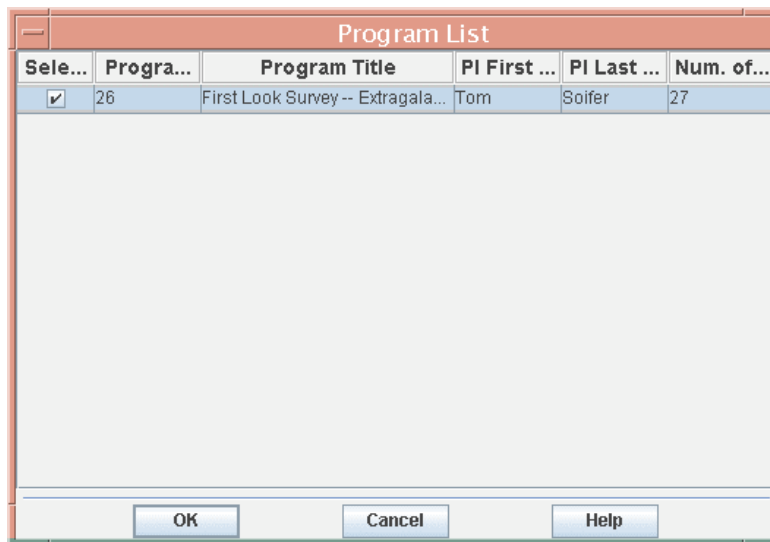 Program List
Sele... Progra... Program Title PI First ... PI Last ... Num. of...
26 First Look Survey -- Extragala... Tom Soifer 27
OK Cancel Help